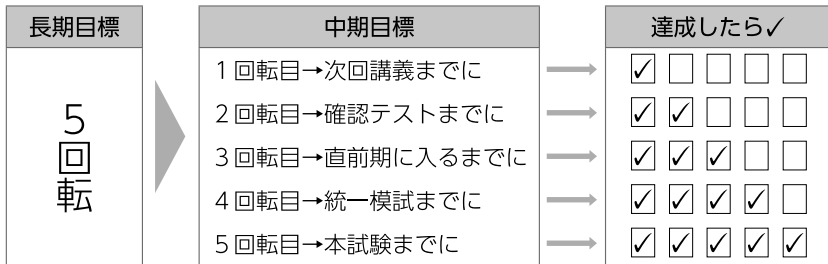 長期目標
中期目標
達成したら✓
5回転
1回転目→次回講義までに
✓□□□□
2回転目→確認テストまでに
✓✓□□□
3回転目→直前期に入るまでに
✓✓✓□□
4回転目→統一模試までに
✓✓✓✓□
5回転目→本試験までに
✓✓✓✓✓